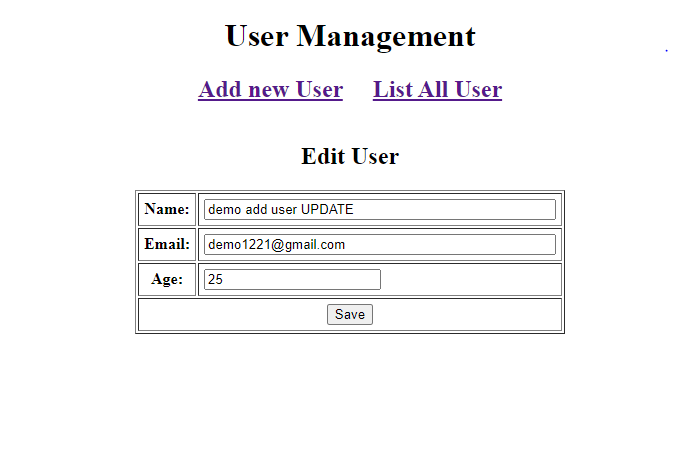 User Management
Add new User List All User
Edit User
Name: demo add user UPDATE
Email: demo1221@gmail.com
Age: 25
Save